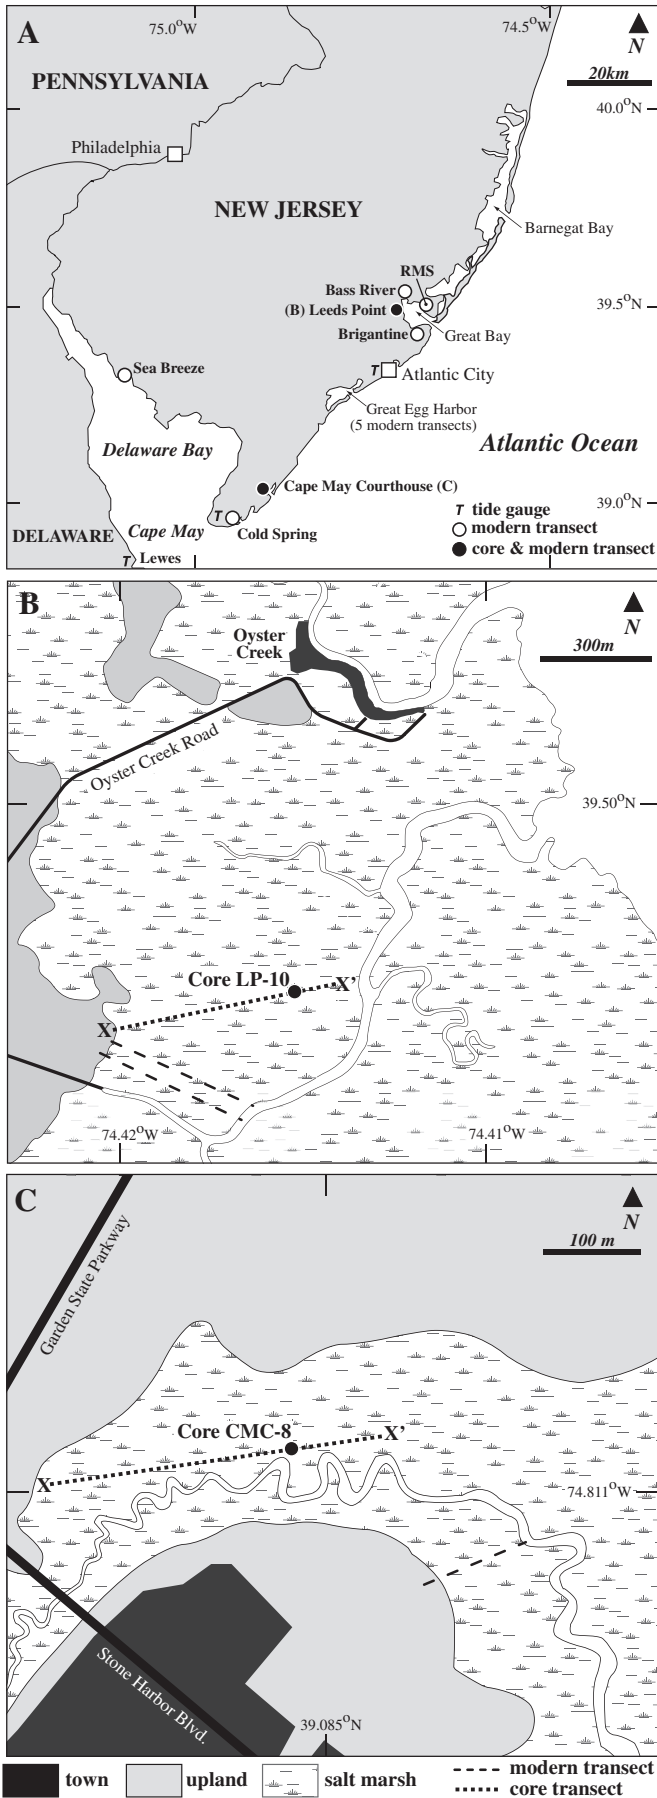 A
75.0°W
74.5°W
N
20km
PENNSYLVANIA
40.0°N
Philadelphia
NEW JERSEY
Barnegat Bay
RMS
Bass River
(B) Leeds Point
39.5°N
Great Bay
Brigantine
Sea Breeze
T
Atlantic City
Great Egg Harbor
(5 modern transects)
Atlantic Ocean
Delaware Bay
Cape May Courthouse (C)
39.0°N
T tide gauge
T
modern transect
DELAWARE
Cape May
Cold Spring
core & modern transect
T Lewes
B
Oyster
Creek
N
300m
Oyster Creek Road
39.50°N
Core LP-10
X'
X
74.42°W
74.41°W
C
N
100 m
Garden State Parkway
Core CMC-8
X'
X
74.811°W
Stone Harbor Blvd.
39.085°N
town
upland
salt marsh
modern transect
core transect